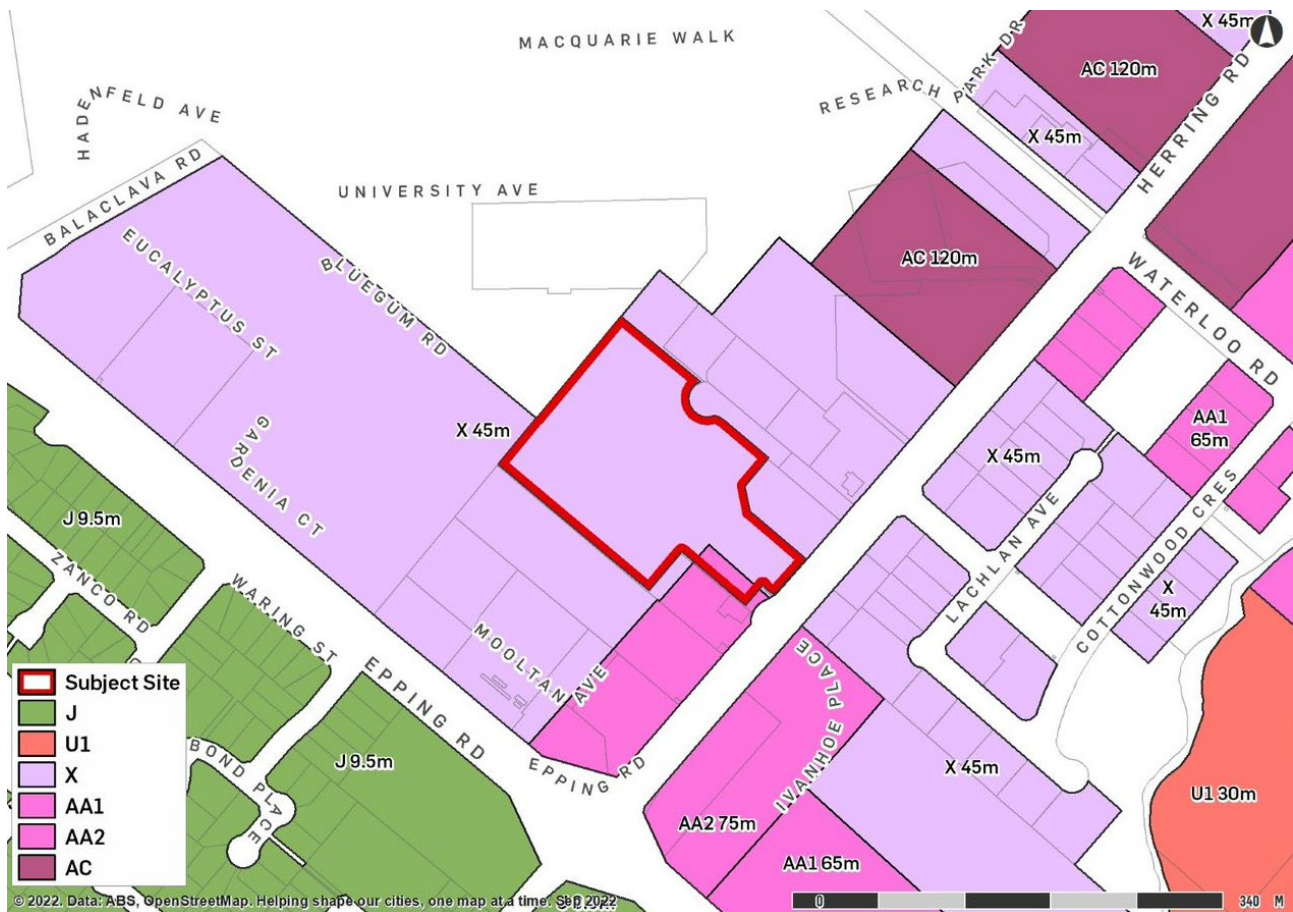 X 45m
MACQUARIE WALK
AC 120m
HADENFELD AVE
RESEARCH PARK DR
X 45m
HERRING RD
BALACLAVA RD
UNIVERSITY AVE
EUCALYPTUS ST
BLUEGUM RD
AC 120m
WATERLOO RD
AA1
65m
X 45m
GARDENIA CT
X 45m
LACHLAN AVE
COTTONWOOD CRES
J 9.5m
ZANCO RD
WARING ST
X
45m
MOOLTAN AVE
EPPING RD
IVANHOE PLACE
BOND PLACE
J 9.5m
EPPING RD
X 45m
U1 30m
AA2 75m
AA1 65m
Subject Site
J
U1
X
AA1
AA2
AC
© 2022. Data: ABS, OpenStreetMap. Helping shape our cities, one map at a time. Sep 2022
0 340 M